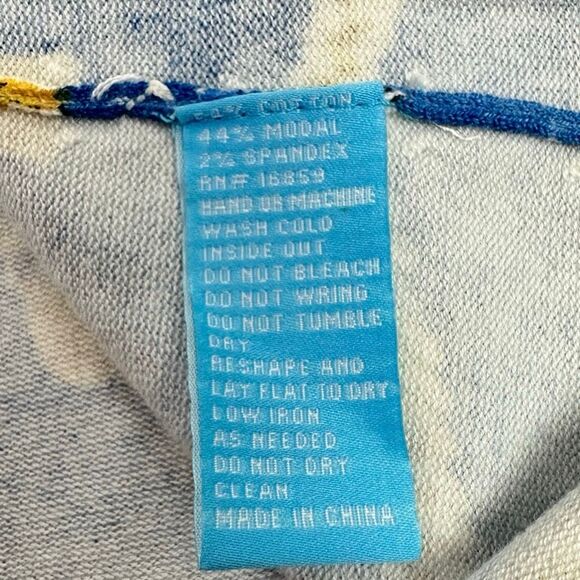 COTTON
44% MODAL
2% SPANDEX
RN# 16859
HAND OR MACHINE
WASH COLD
INSIDE OUT
DO NOT BLEACH
DO NOT WRING
DO NOT TUMBLE
DRY
RESHAPE AND
LAY FLAT TO DRY
LOW IRON
AS NEEDED
DO NOT DRY
CLEAN
MADE IN CHINA